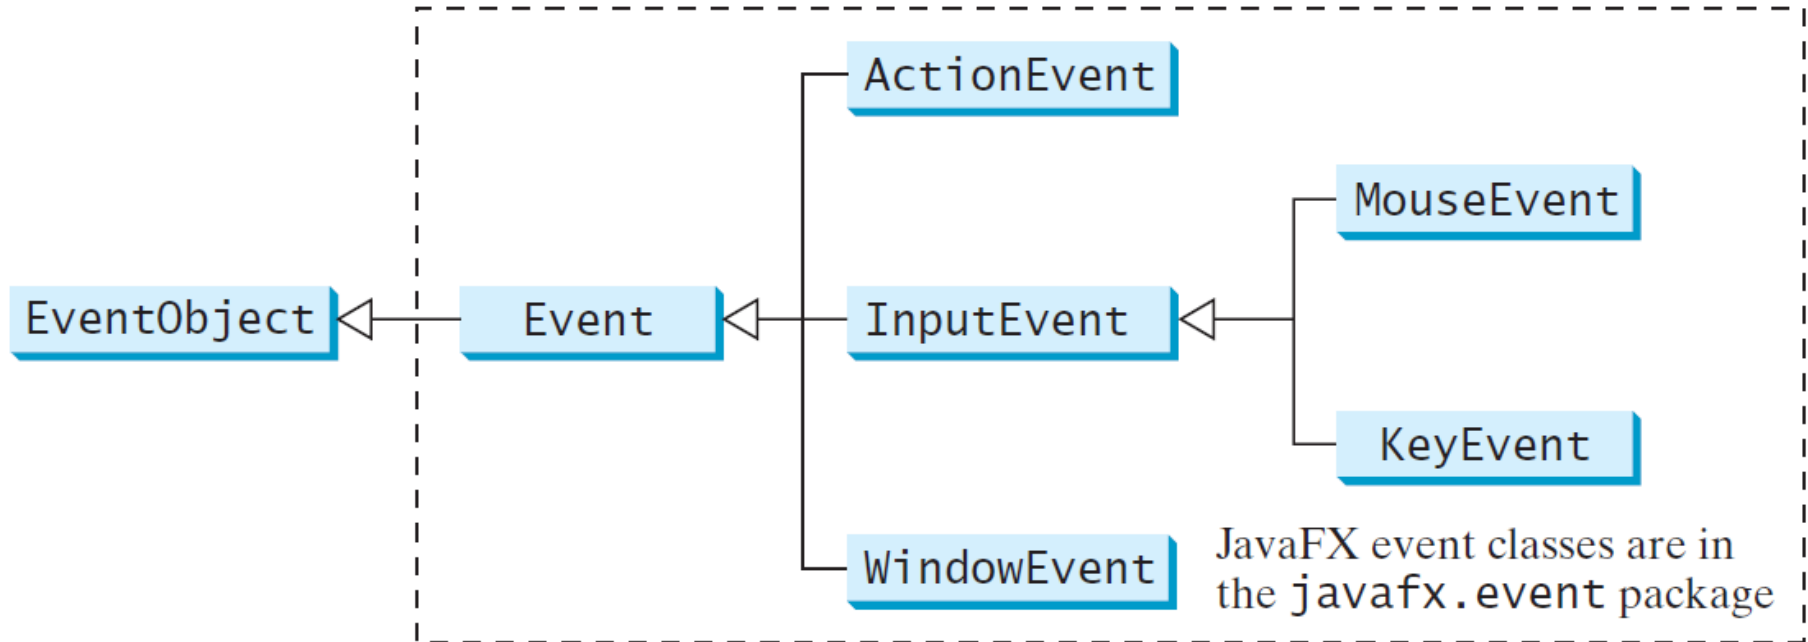 ActionEvent
MouseEvent
EventObject
Event
InputEvent
KeyEvent
WindowEvent
JavaFX event classes are in
the javafx.event package